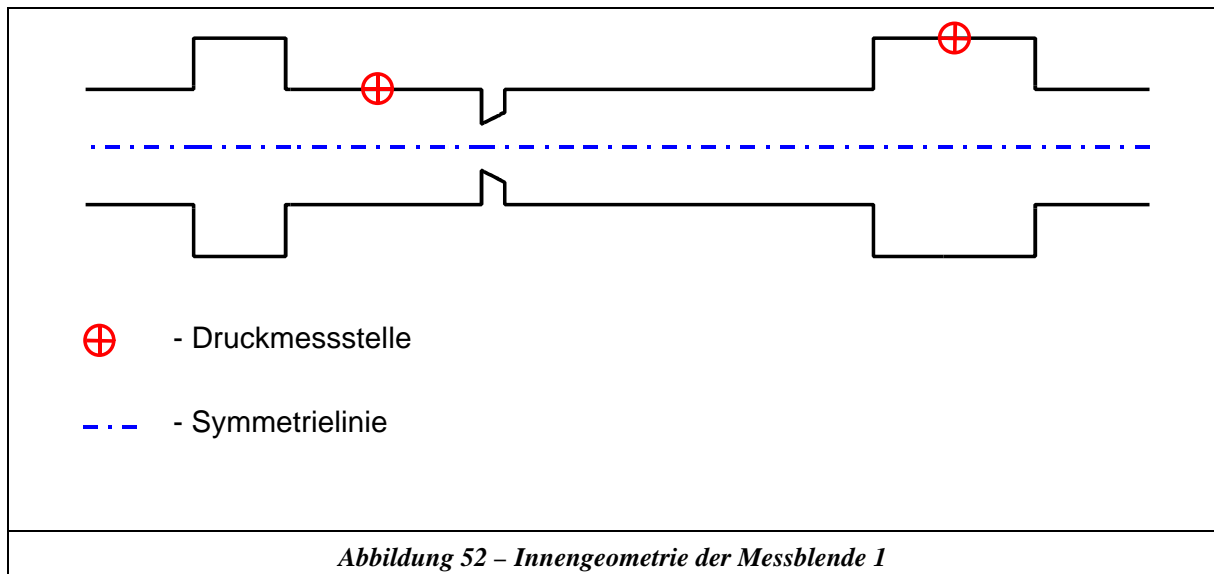 - Druckmessstelle
- Symmetrielinie
Abbildung 52 – Innengeometrie der Messblende 1